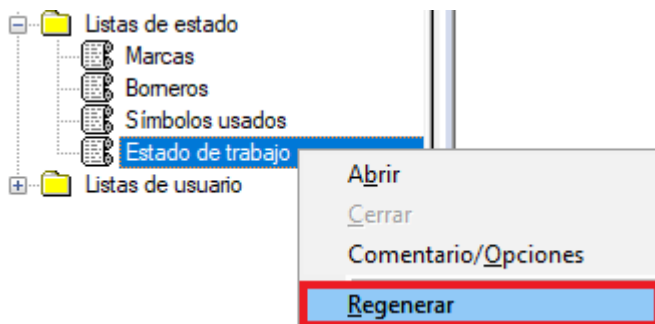 Listas de estado
Marcas
Borneros
Símbolos usados
Estado de trabajo
Listas de usuario
Abrir
Cerrar
Comentario/Opciones
Regenerar